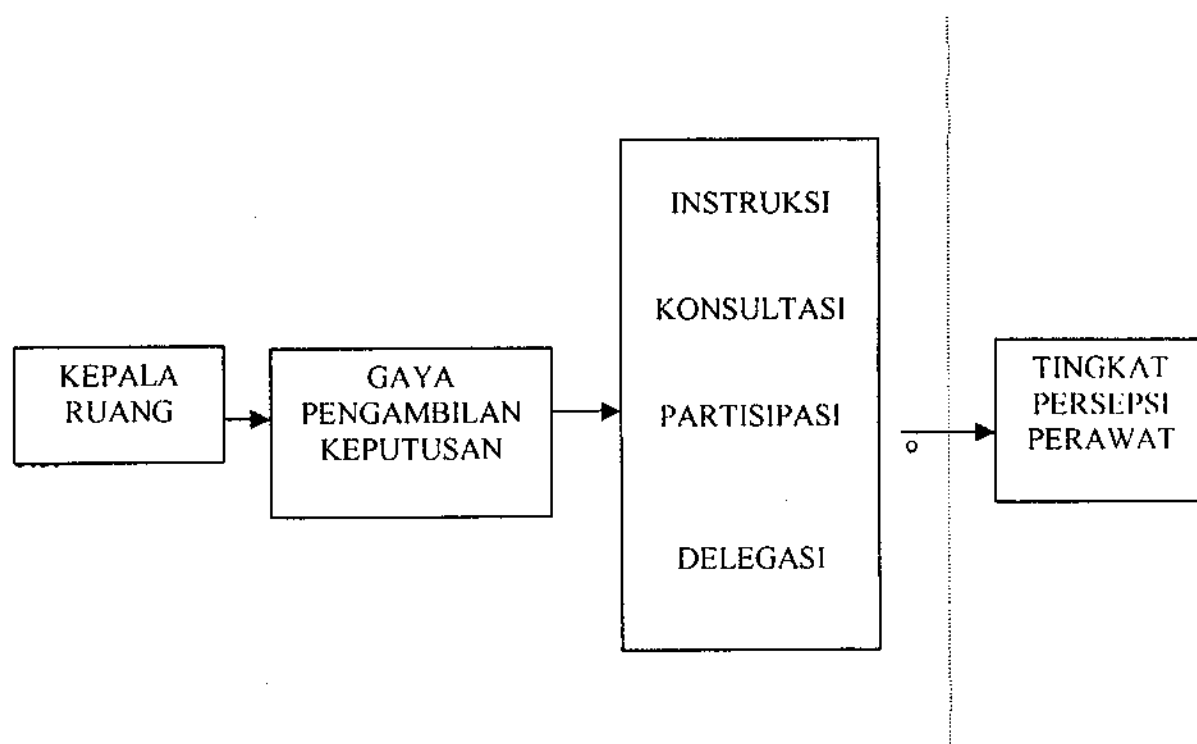 KEPALA
RUANG
GAYA
PENGAMBILAN
KEPUTUSAN
INSTRUKSI
KONSULTASI
PARTISIPASI
DELEGASI
TINGKAT
PERSEPSI
PERAWAT